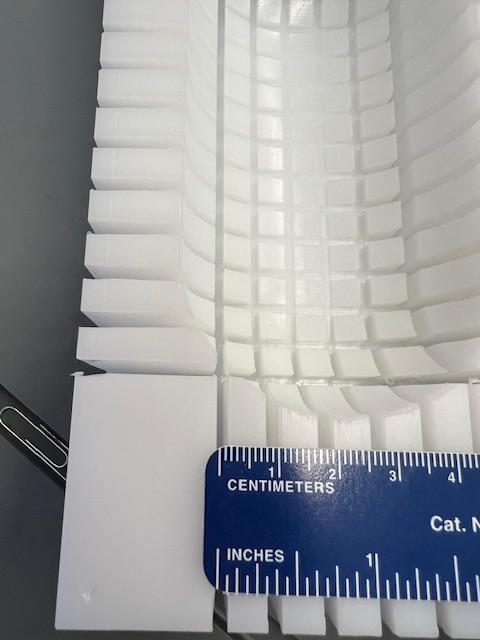 1 2 3 4
CENTIMETERS
Cat. N
INCHES 1